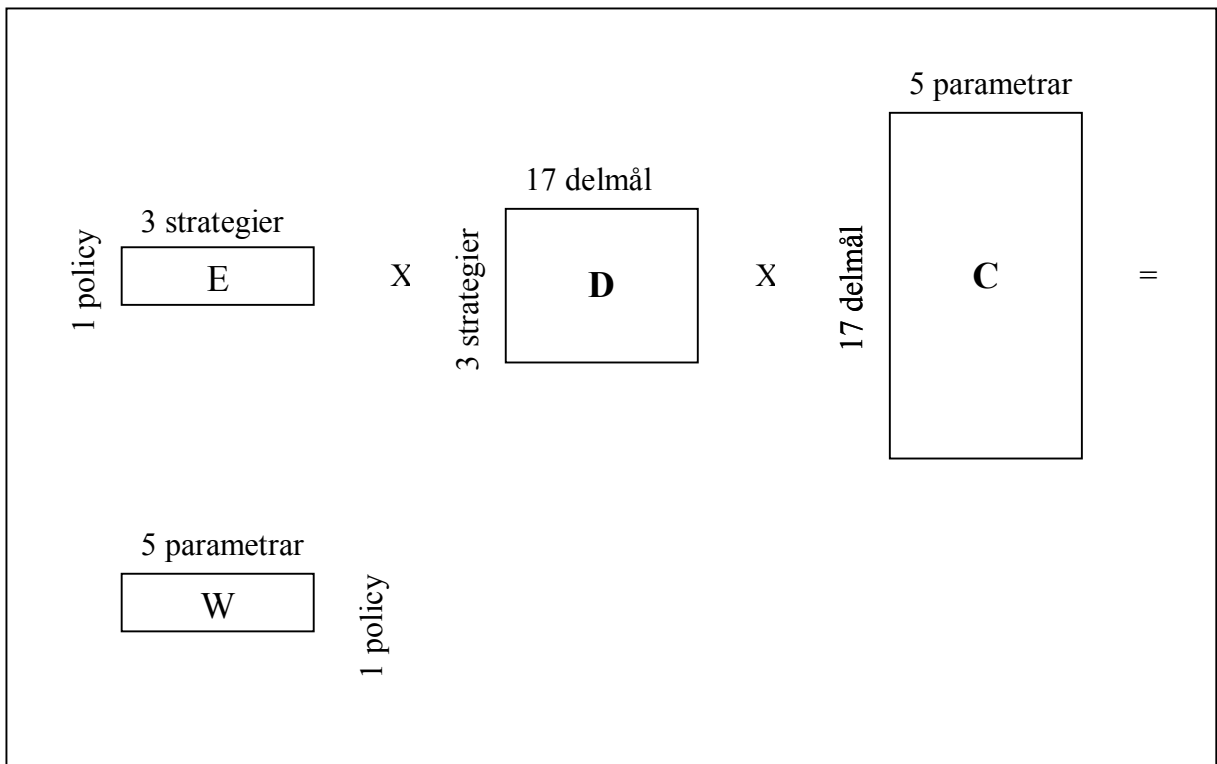 5 parametrar
17 delmål
3 strategier
1 policy
E
X
3 strategier
D
X
17 delmål
C
=
5 parametrar
W
1 policy